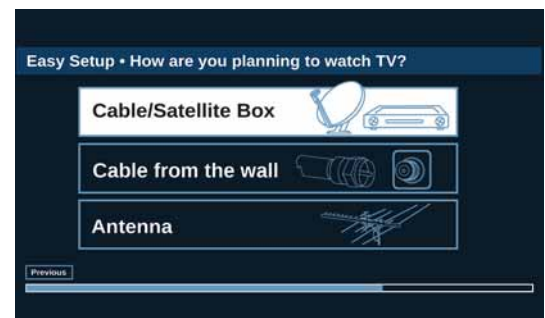 Easy Setup • How are you planning to watch TV?
Cable/Satellite Box
Cable from the wall
Antenna
Previous